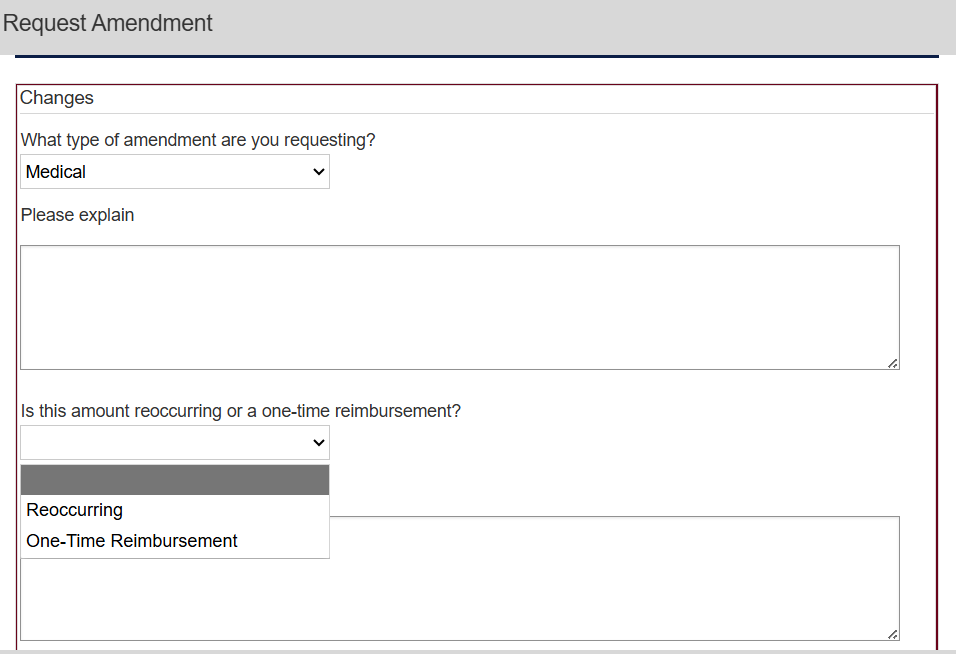 Request Amendment
Changes
What type of amendment are you requesting?
Medical
Please explain
Is this amount reoccurring or a one-time reimbursement?
Reoccurring
One-Time Reimbursement